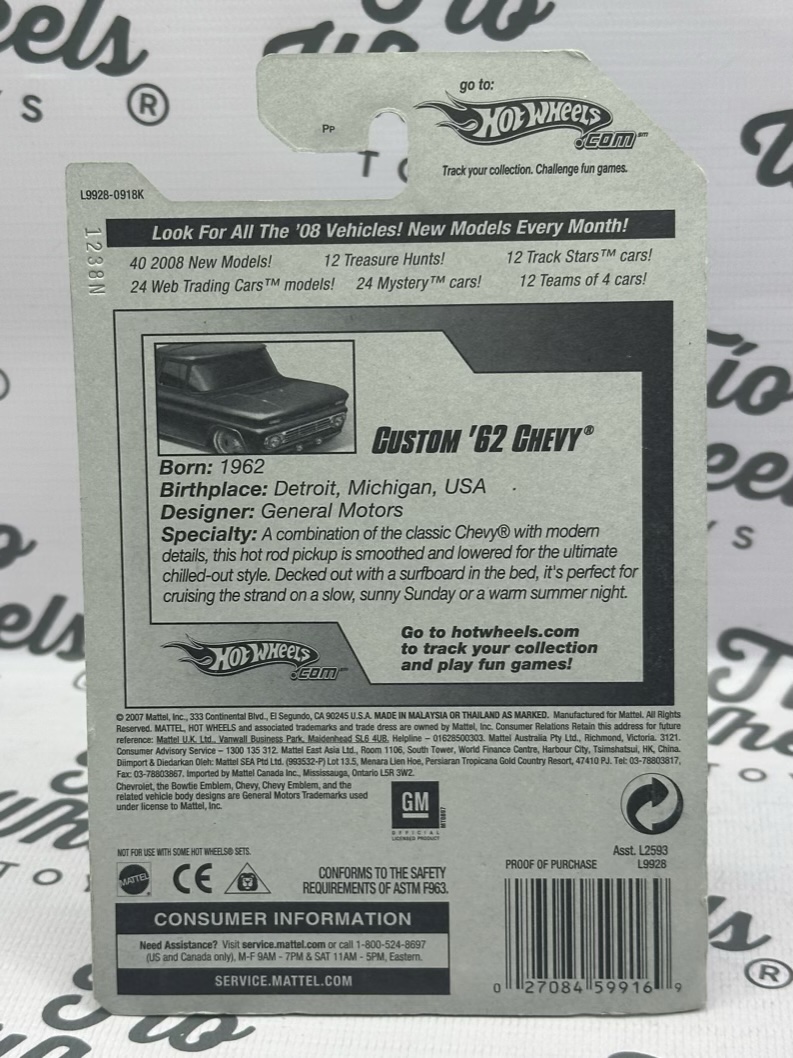 go to:
HOT WHEELS
.COM℠
PP
Track your collection. Challenge fun games.
L9928-0918K
1238N
Look For All The '08 Vehicles! New Models Every Month!
40 2008 New Models! 12 Treasure Hunts! 12 Track Stars™ cars!
24 Web Trading Cars™ models! 24 Mystery™ cars! 12 Teams of 4 cars!
CUSTOM '62 CHEVY®
Born: 1962
Birthplace: Detroit, Michigan, USA
Designer: General Motors
Specialty: A combination of the classic Chevy® with modern
details, this hot rod pickup is smoothed and lowered for the ultimate
chilled-out style. Decked out with a surfboard in the bed, it's perfect for
cruising the strand on a slow, sunny Sunday or a warm summer night.
HOT WHEELS
.COM℠
Go to hotwheels.com
to track your collection
and play fun games!
© 2007 Mattel, Inc., 333 Continental Blvd., El Segundo, CA 90245 U.S.A. MADE IN MALAYSIA OR THAILAND AS MARKED. Manufactured for Mattel. All Rights
Reserved. MATTEL, HOT WHEELS and associated trademarks and trade dress are owned by Mattel, Inc. Consumer Relations Retain this address for future
reference: Mattel U.K. Ltd., Vanwall Business Park, Maidenhead SL6 4UB. Helpline – 01628500303. Mattel Australia Pty Ltd., Richmond, Victoria. 3121.
Consumer Advisory Service – 1300 135 312. Mattel East Asia Ltd., Room 1106, South Tower, World Finance Centre, Harbour City, Tsimshatsui, HK, China.
Diimport & Diedarkan Oleh: Mattel SEA Ptd Ltd. (993532-P) Lot 13.5, Menara Lien Hoe, Persiaran Tropicana Gold Country Resort, 47410 PJ. Tel: 03-78803817,
Fax: 03-78803867. Imported by Mattel Canada Inc., Mississauga, Ontario L5R 3W2.
Chevrolet, the Bowtie Emblem, Chevy, Chevy Emblem, and the
related vehicle body designs are General Motors Trademarks used
under license to Mattel, Inc.
GM
OFFICIAL
LICENSED PRODUCT
NOT FOR USE WITH SOME HOT WHEELS® SETS.
MATTEL
CE
CONFORMS TO THE SAFETY
REQUIREMENTS OF ASTM F963.
Asst. L2593
PROOF OF PURCHASE L9928
CONSUMER INFORMATION
Need Assistance? Visit service.mattel.com or call 1-800-524-8697
(US and Canada only), M-F 9AM - 7PM & SAT 11AM - 5PM, Eastern.
SERVICE.MATTEL.COM
0 27084 59916 9